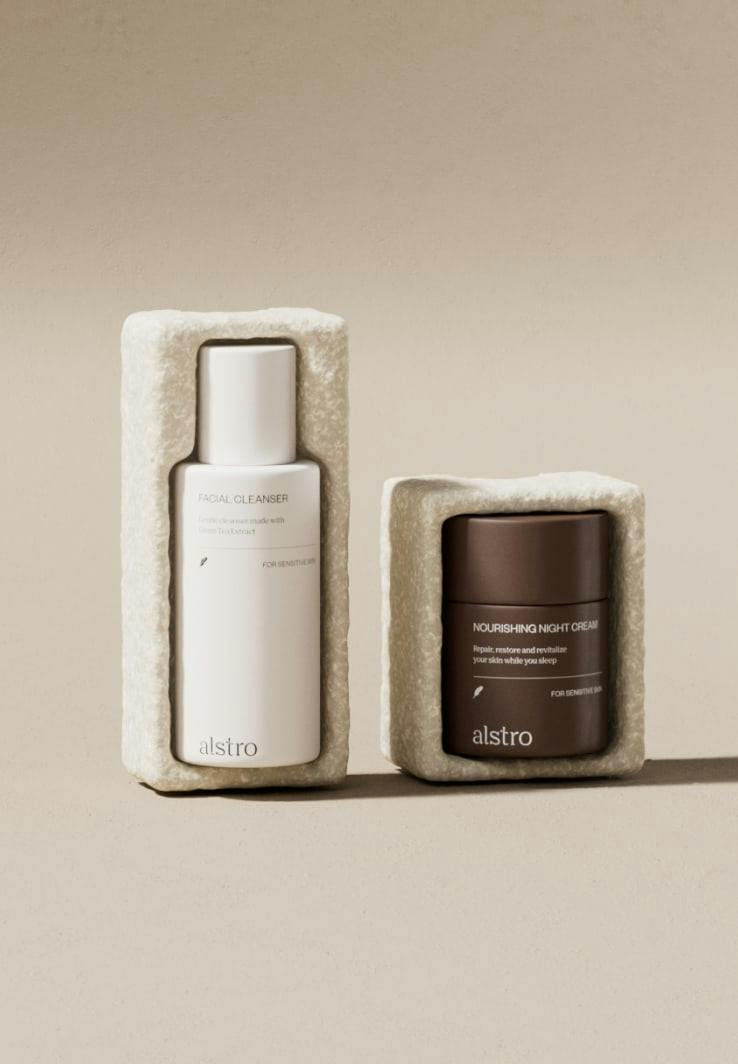 FACIAL CLEANSER
Gentle cleanser made with
Green Tea Extract
FOR SENSITIVE SKIN
alstro
NOURISHING NIGHT CREAM
Repair, restore and revitalize
your skin while you sleep
FOR SENSITIVE SKIN
alstro